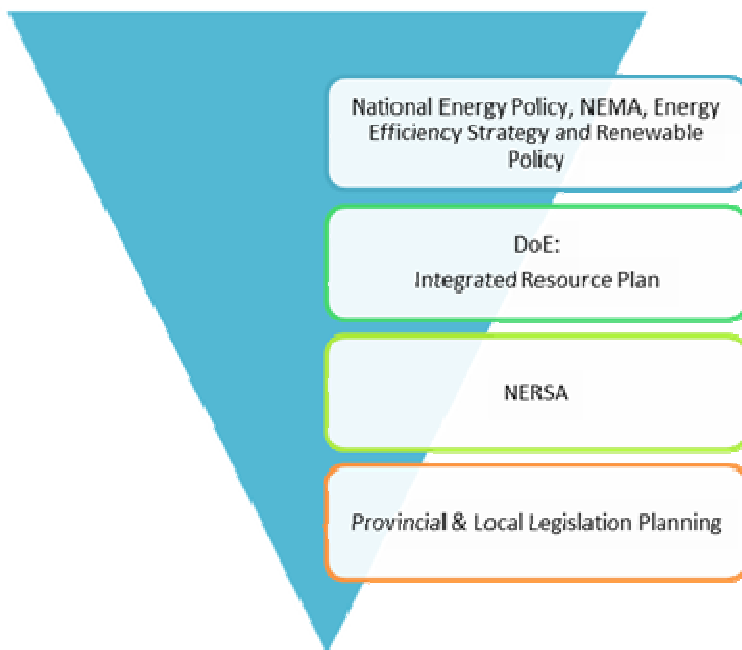 National Energy Policy, NEMA, Energy
Efficiency Strategy and Renewable
Policy
DoE:
Integrated Resource Plan
NERSA
Provincial & Local Legislation Planning